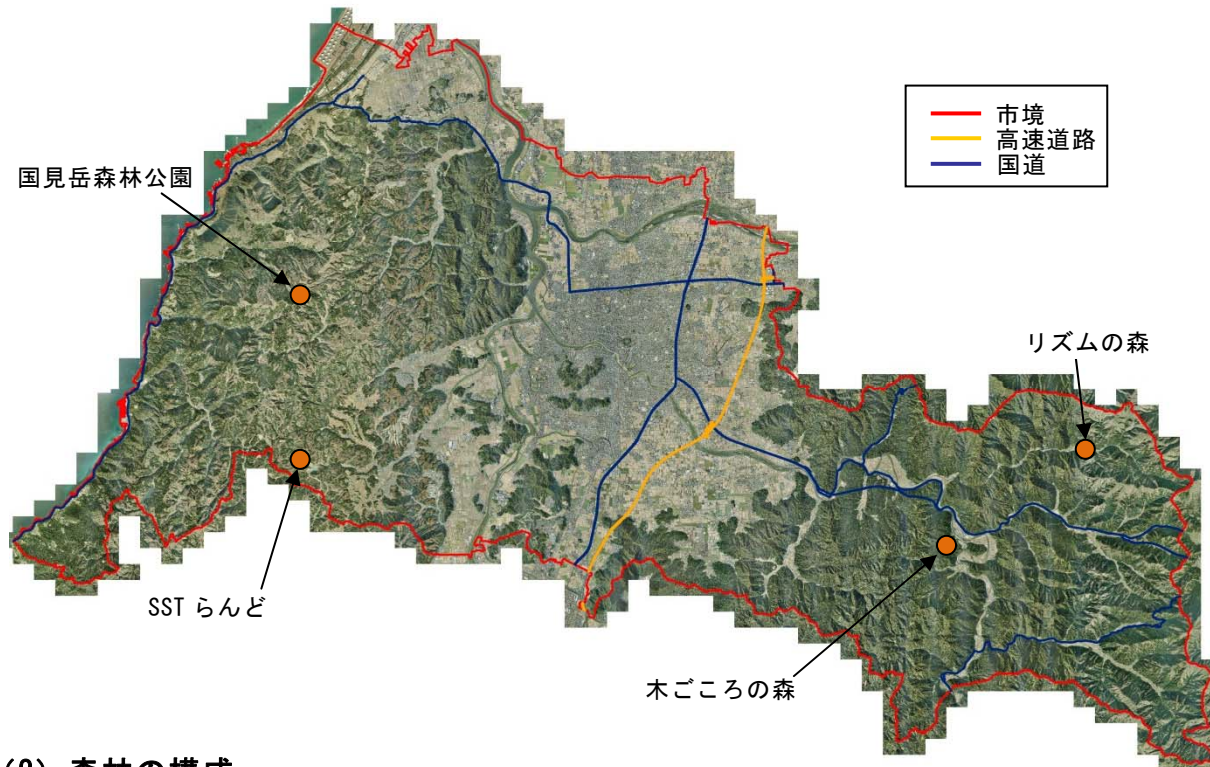 市境
高速道路
国道
国見岳森林公園
リズムの森
SST らんど
木ごころの森